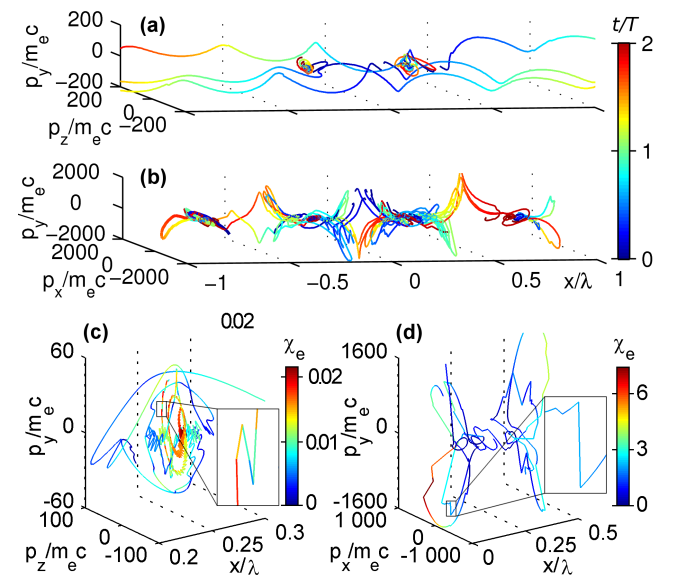 200
(a)
t/T
0
2
p_y/m_ec
−200
200
0
p_z/m_ec
−200
2000
(b)
1
0
p_y/m_ec
−2000
2000
0
p_x/m_ec
−2000
−1
−0.5
0
0.5
x/λ
1
0
0.02
(c)
χ_e
(d)
χ_e
60
0.02
1600
6
p_y/m_ec
0
0.01
p_y/m_ec
0
3
-60
0
-1600
0
100
0
p_z/m_ec
-100
0.2
0.25
0.3
x/λ
1 000
0
p_x/m_ec
-1 000
0
0.25
0.5
x/λ